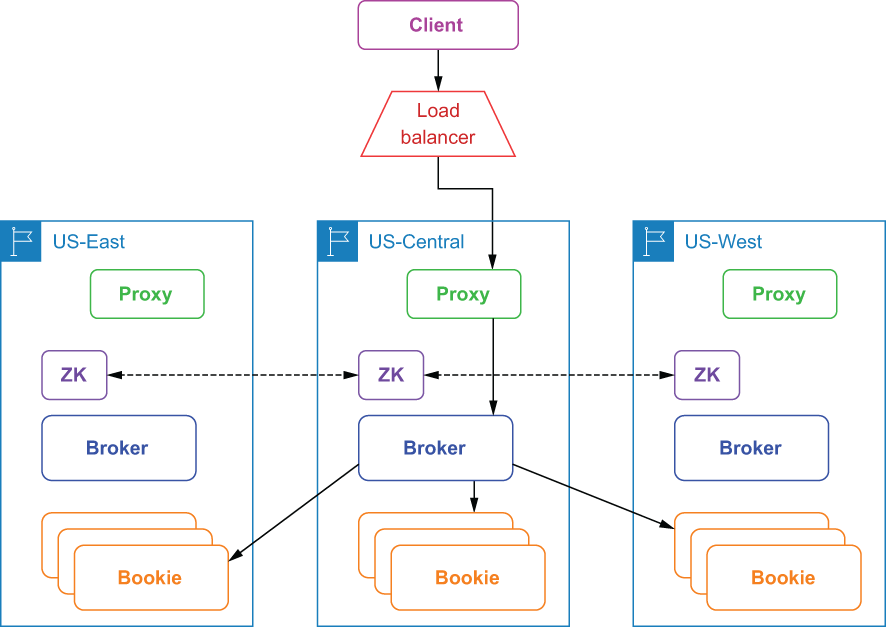 Client
Load
balancer
US-East
US-Central
US-West
Proxy
Proxy
Proxy
ZK
ZK
ZK
Broker
Broker
Broker
Bookie
Bookie
Bookie